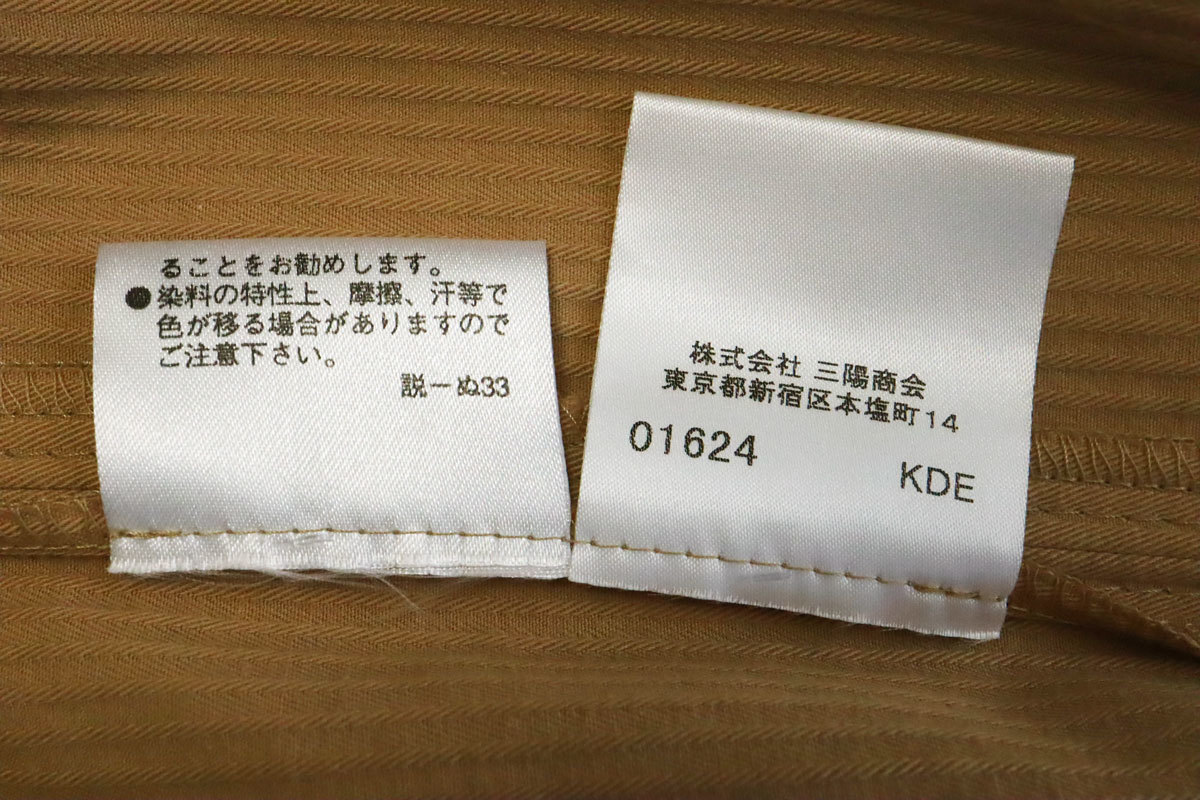 ることをお勧めします。
●染料の特性上、摩擦、汗等で
色が移る場合がありますので
ご注意下さい。
説ーぬ33
株式会社 三陽商会
東京都新宿区本塩町14
01624
KDE